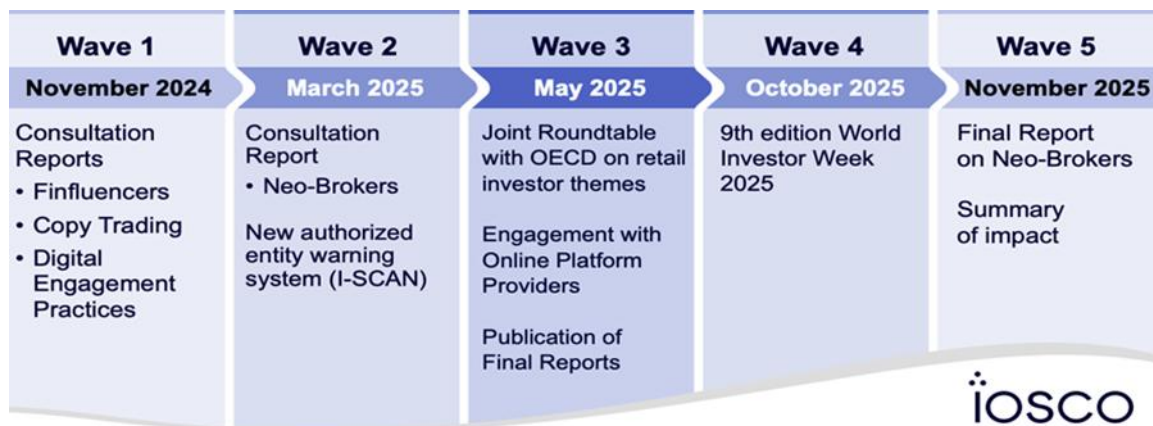 Wave 1
November 2024
Consultation
Reports
• Finfluencers
• Copy Trading
• Digital
Engagement
Practices
Wave 2
March 2025
Consultation
Report
• Neo-Brokers
New authorized
entity warning
system (I-SCAN)
Wave 3
May 2025
Joint Roundtable
with OECD on retail
investor themes
Engagement with
Online Platform
Providers
Publication of
Final Reports
Wave 4
October 2025
9th edition World
Investor Week
2025
Wave 5
November 2025
Final Report
on Neo-Brokers
Summary
of impact
iosco